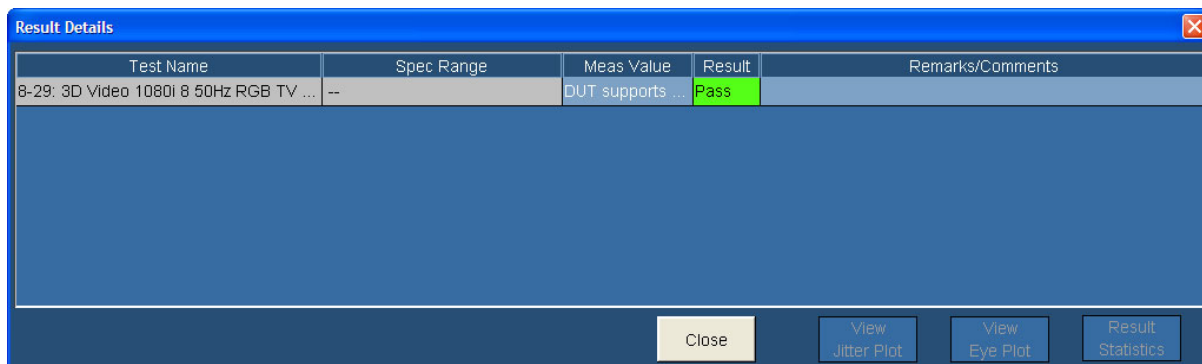 Result Details
Test Name Spec Range Meas Value Result Remarks/Comments
8-29: 3D Video 1080i 8 50Hz RGB TV ... -- DUT supports ... Pass
Close View Jitter Plot View Eye Plot Result Statistics